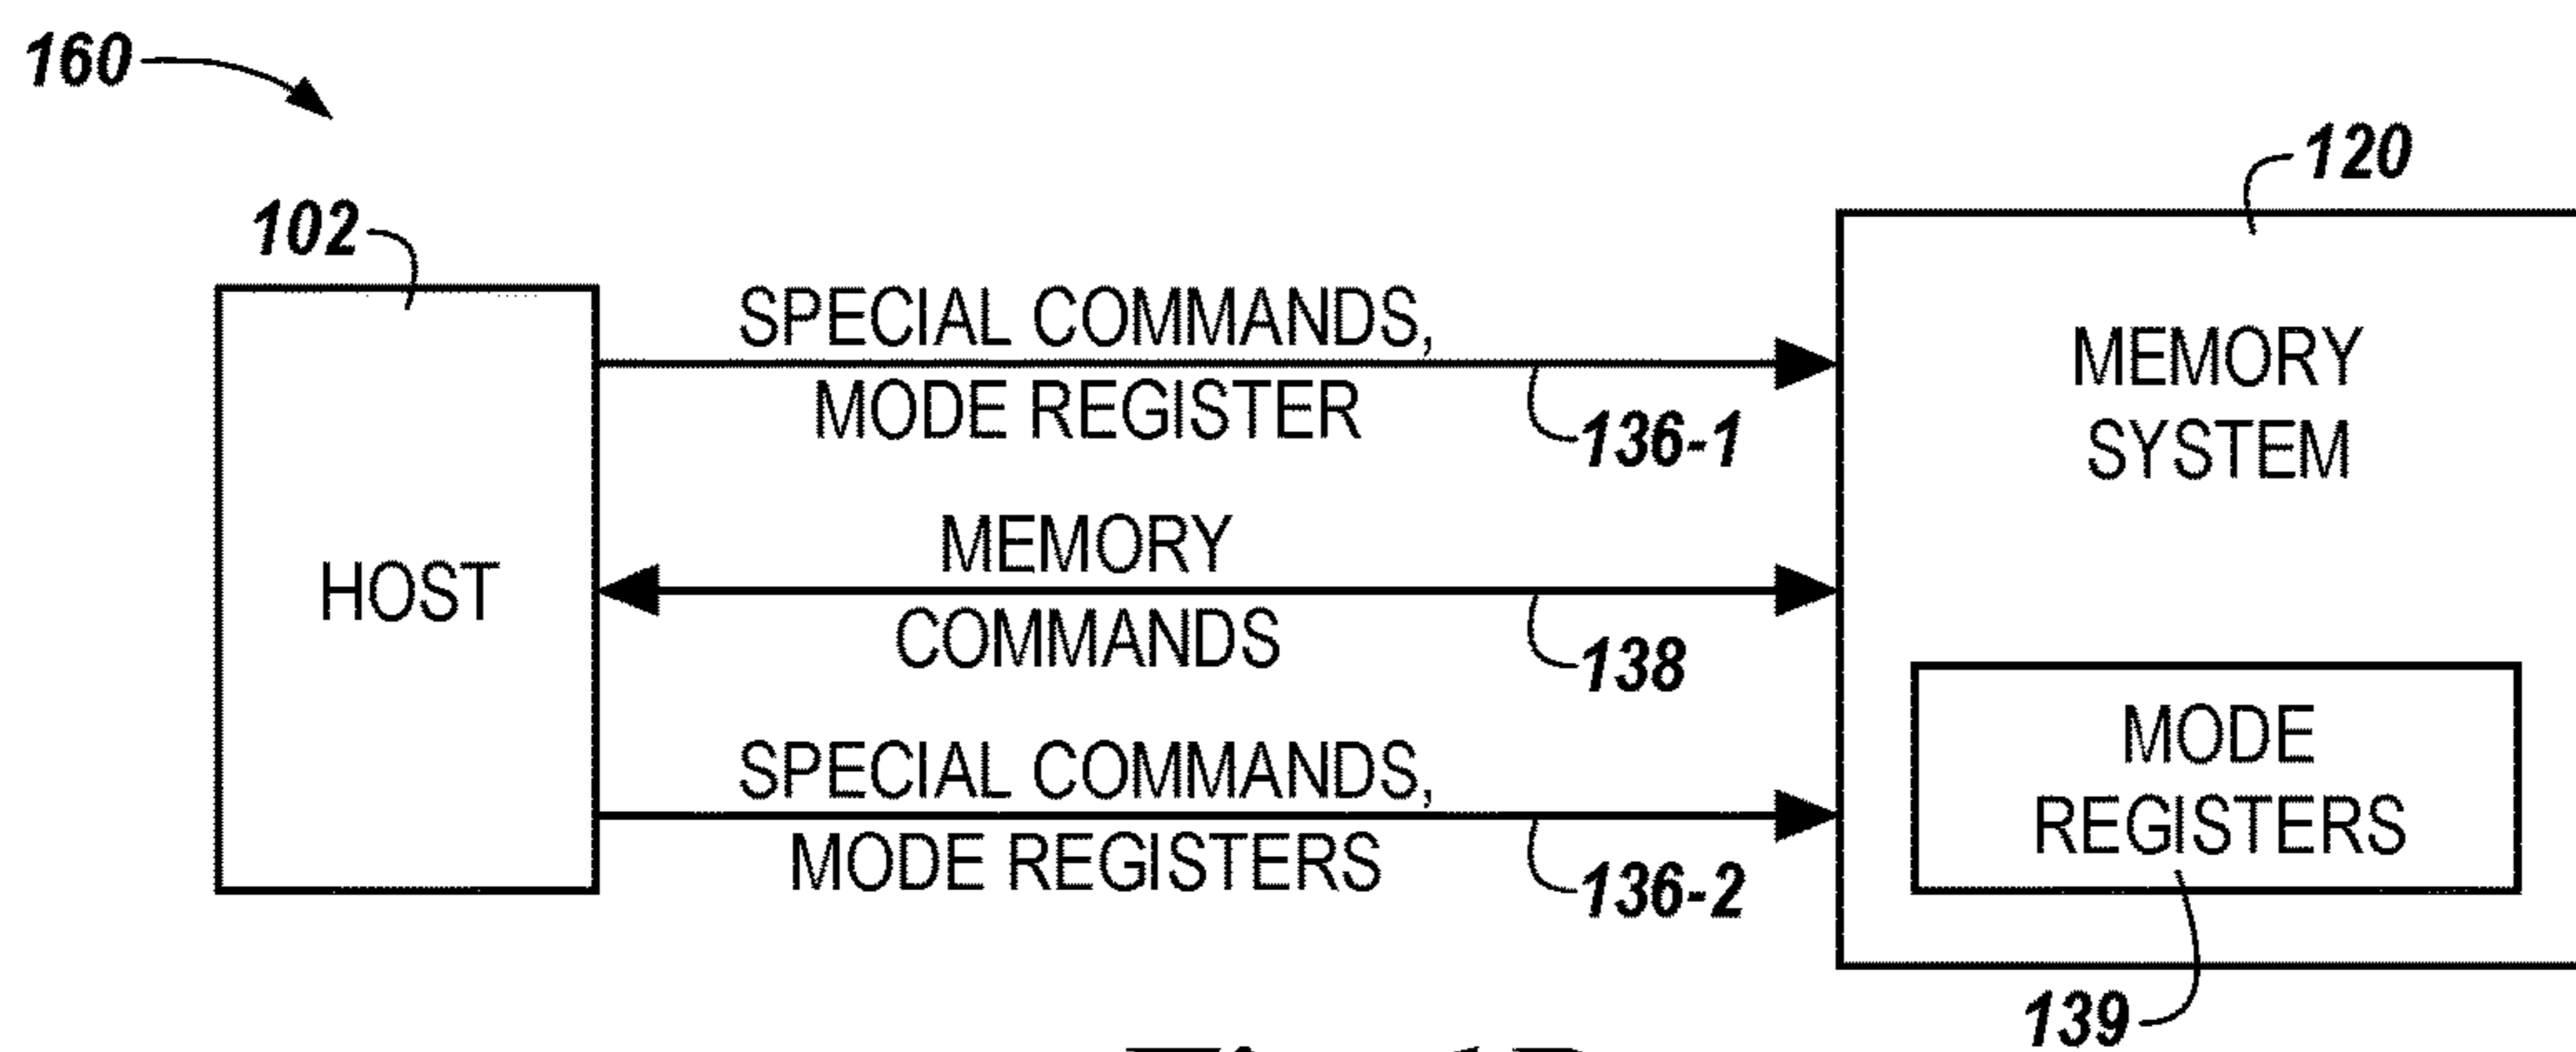 160
120
102
SPECIAL COMMANDS,
MODE REGISTER
136-1
MEMORY
SYSTEM
MEMORY
COMMANDS
138
HOST
SPECIAL COMMANDS,
MODE REGISTERS
136-2
MODE
REGISTERS
139